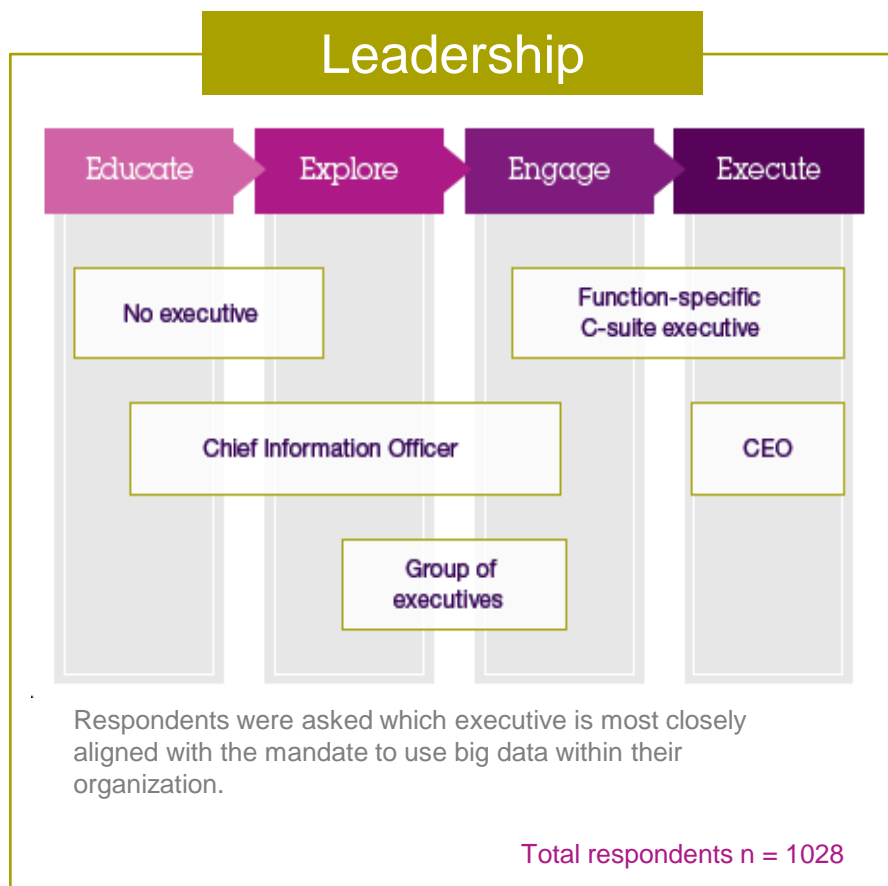 Leadership
Educate
Explore
Engage
Execute
No executive
Function-specific
C-suite executive
Chief Information Officer
CEO
Group of
executives
.
Respondents were asked which executive is most closely
aligned with the mandate to use big data within their
organization.
Total respondents n = 1028